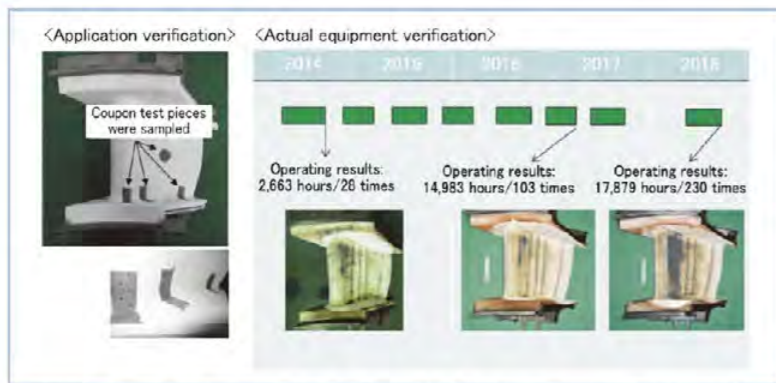 <Application verification>
<Actual equipment verification>
2014 2015 2016 2017 2018
Coupon test pieces
were sampled
Operating results:
2,663 hours/28 times
Operating results:
14,983 hours/103 times
Operating results:
17,879 hours/230 times